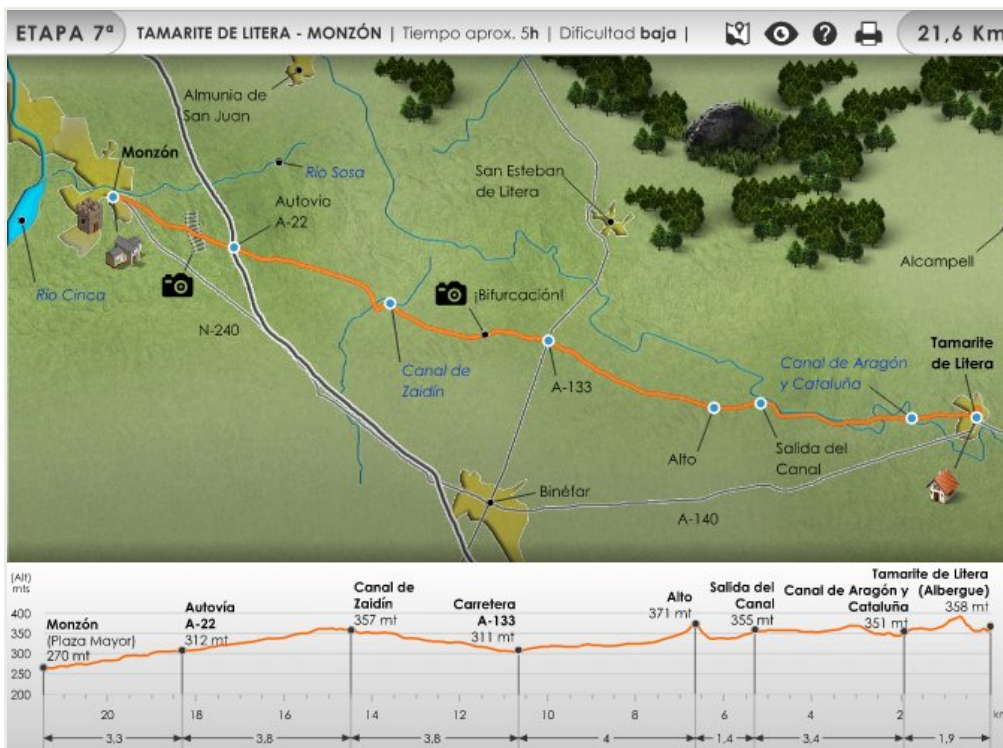 ETAPA 7ª
TAMARITE DE LITERA - MONZÓN | Tiempo aprox. 5h | Dificultad baja |
21,6 Km
Almunia de
San Juan
Monzón
Río Sosa
San Esteban
de Litera
Autovía
A-22
Alcampell
Río Cinca
¡Bifurcación!
N-240
Canal de
Zaidín
A-133
Canal de Aragón
y Cataluña
Tamarite
de Litera
Alto
Salida del
Canal
Binéfar
A-140
(Alt)
mts
400
350
300
250
200
Monzón
(Plaza Mayor)
270 mt
Autovía
A-22
312 mt
Canal de
Zaidín
357 mt
Carretera
A-133
311 mt
Alto
371 mt
Salida del
Canal
355 mt
Canal de Aragón y
Cataluña
351 mt
Tamarite de Litera
(Albergue)
358 mt
20 18 16 14 12 10 8 6 4 2 km
3,3 3,8 3,8 4 1,4 3,4 1,9